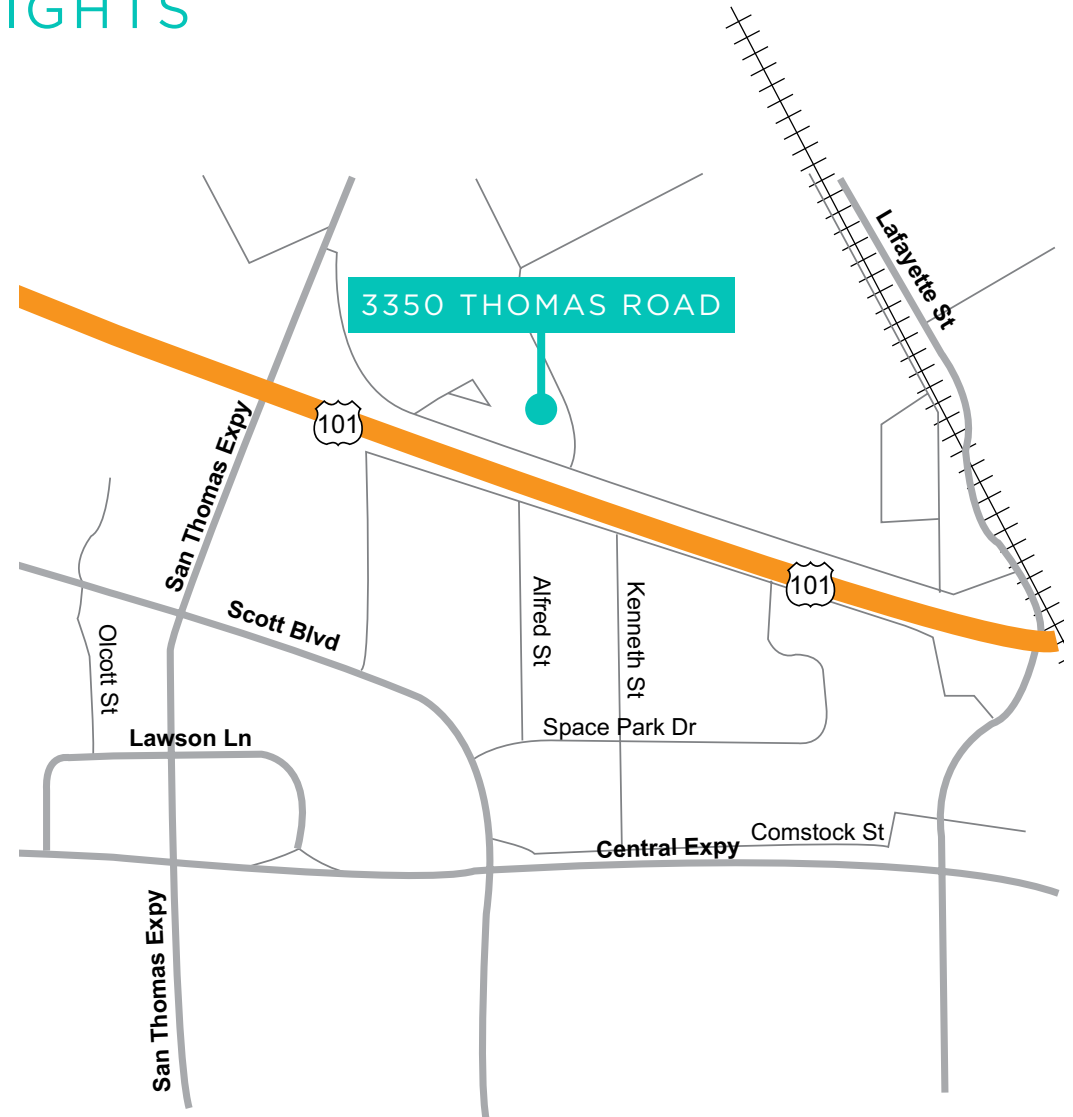 IGHTS
Lafayette St
3350 THOMAS ROAD
101
San Thomas Expy
101
Scott Blvd
Alfred St
Kenneth St
Olcott St
Space Park Dr
Lawson Ln
Comstock St
Central Expy
San Thomas Expy